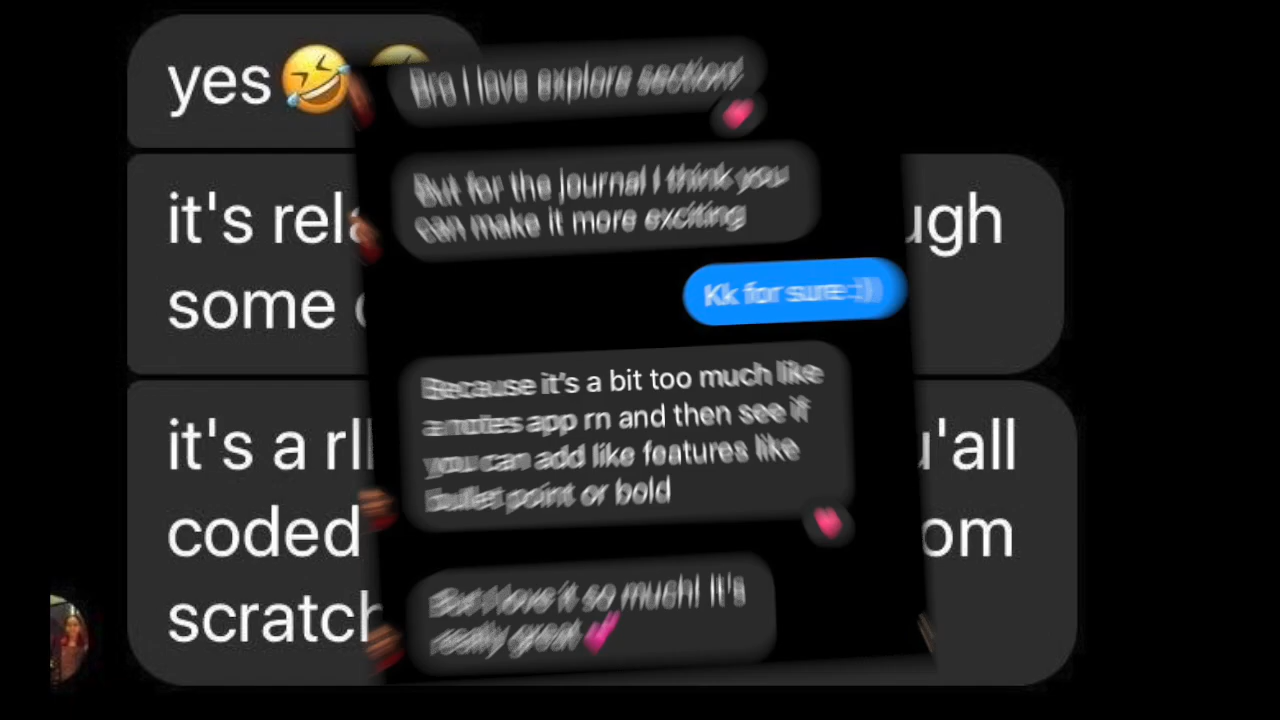 yes🤣
it's rela
ugh
some
it's a rll
u'all
coded
om
scratch
Bro I love explore section!
But for the journal I think you
can make it more exciting
Kk for sure :))
Because it's a bit too much like
a notes app rn and then see if
you can add like features like
bullet point or bold
But I love it so much! It's
really great 💕